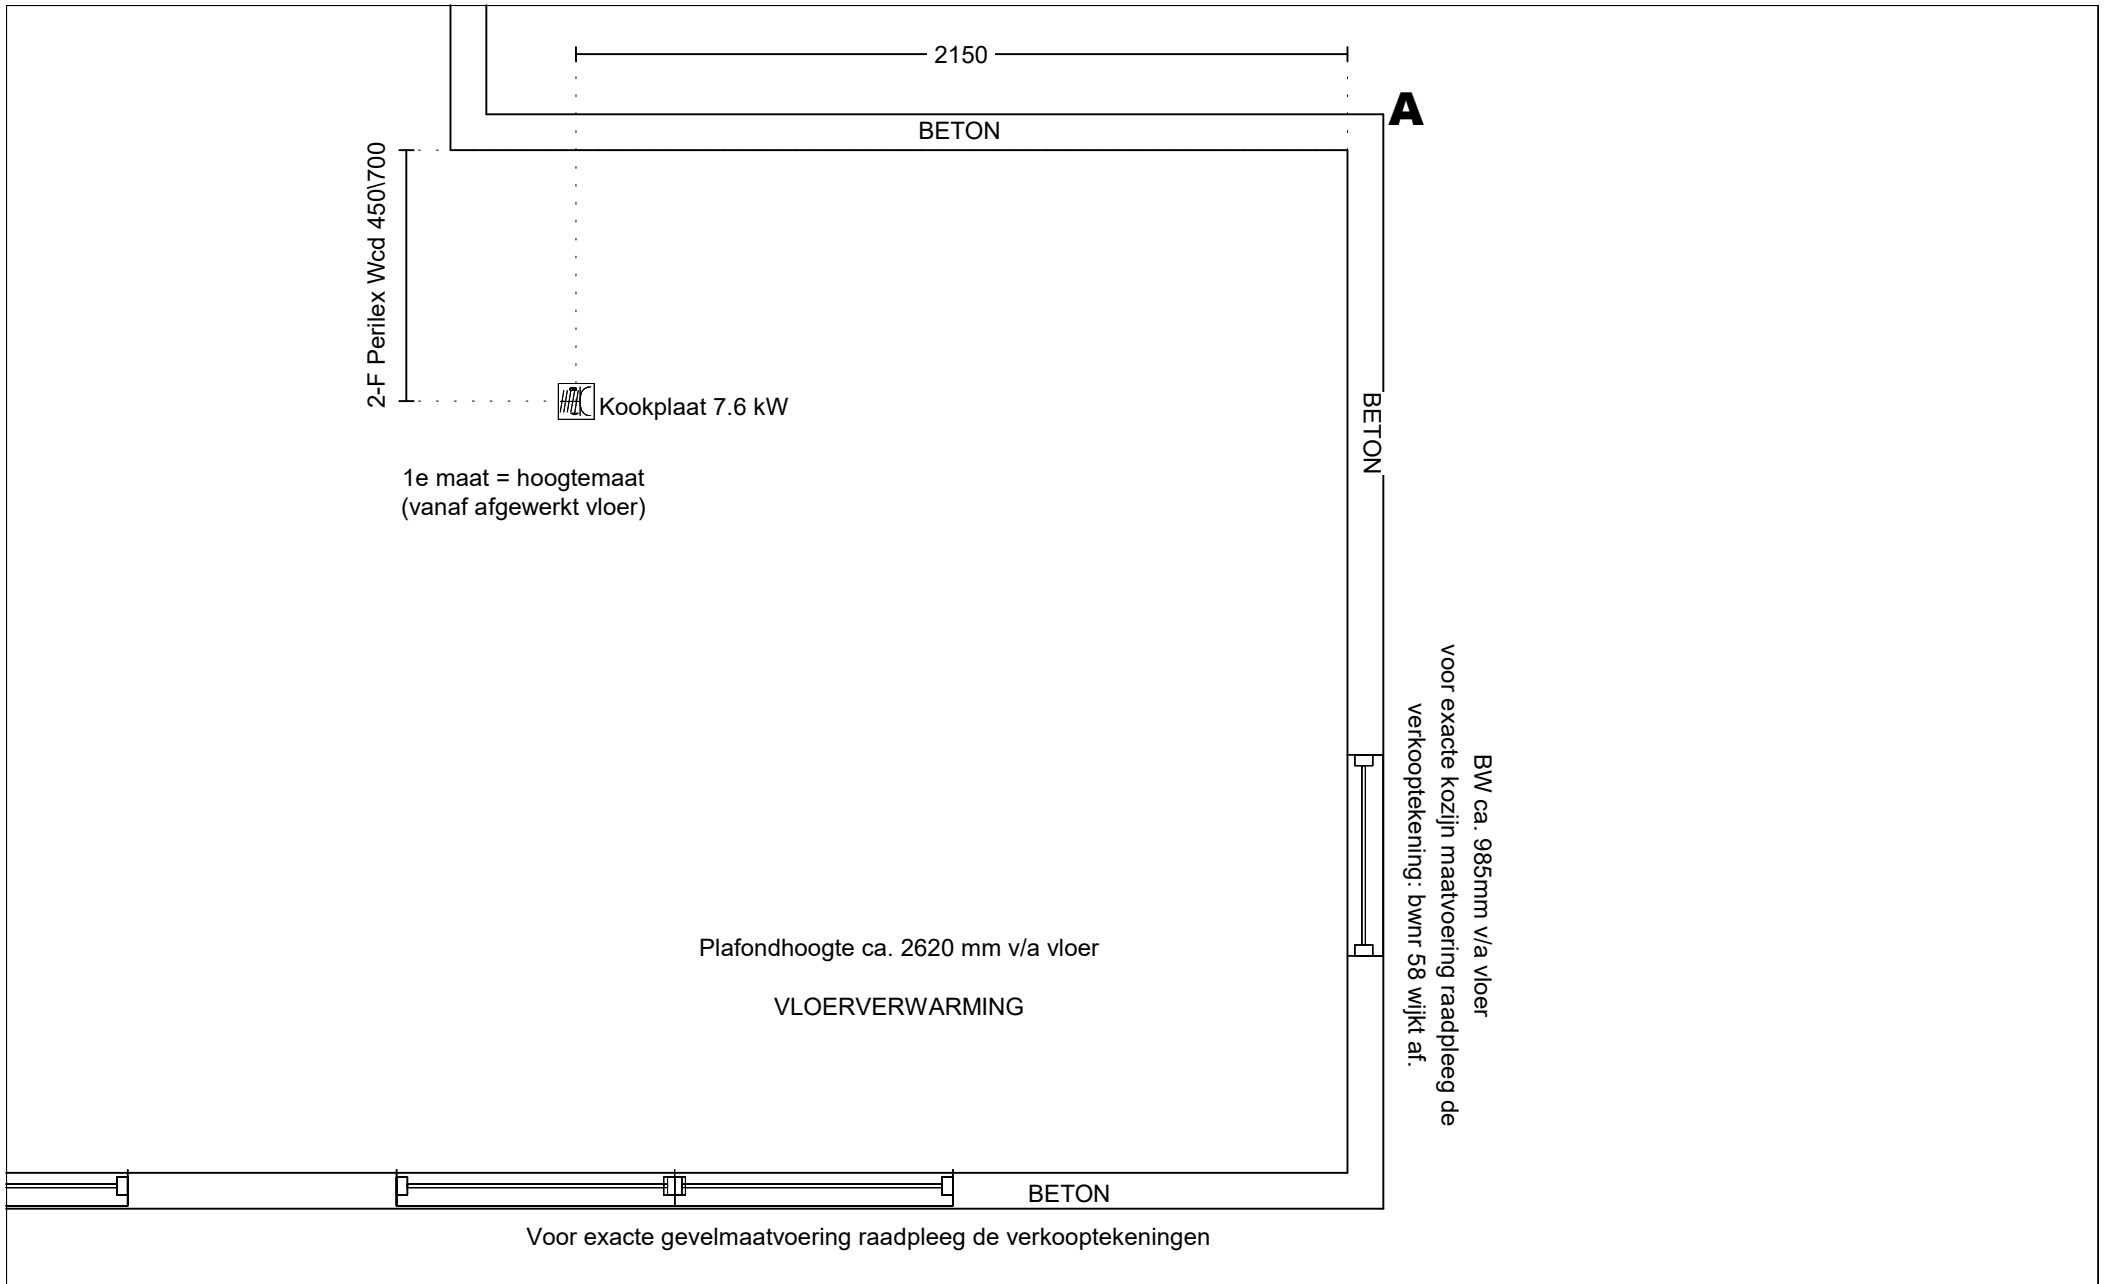 2150
A
BETON
2-F Perilex Wcd 450\700
Kookplaat 7.6 kW
BETON
1e maat = hoogtemaat
(vanaf afgewerkt vloer)
BW ca. 985mm v/a vloer
voor exacte kozijn maatvoering raadpleeg de
verkooptekening: bwnr 58 wijkt af.
Plafondhoogte ca. 2620 mm v/a vloer
VLOERVERWARMING
BETON
Voor exacte gevelmaatvoering raadpleeg de verkooptekeningen